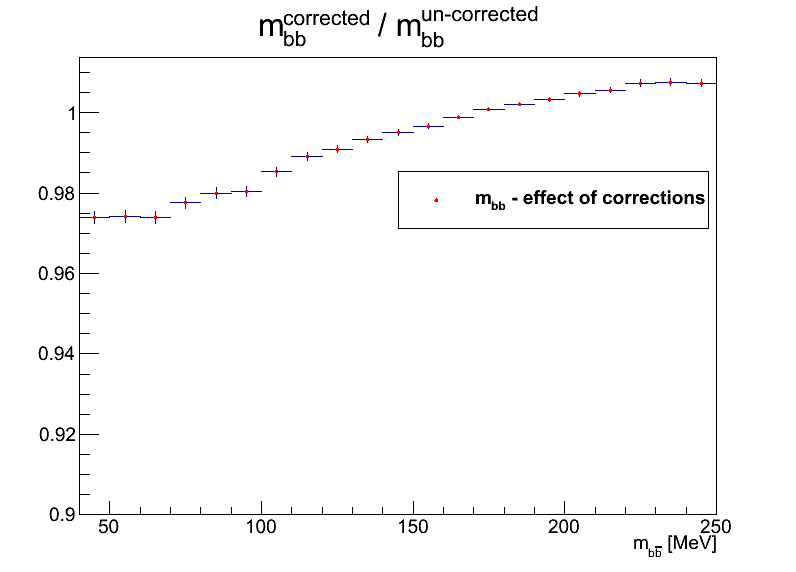 m_bb^corrected / m_bb^un-corrected
1
0.98
m_bb - effect of corrections
0.96
0.94
0.92
0.9
50 100 150 200 250
m_bb̅ [MeV]